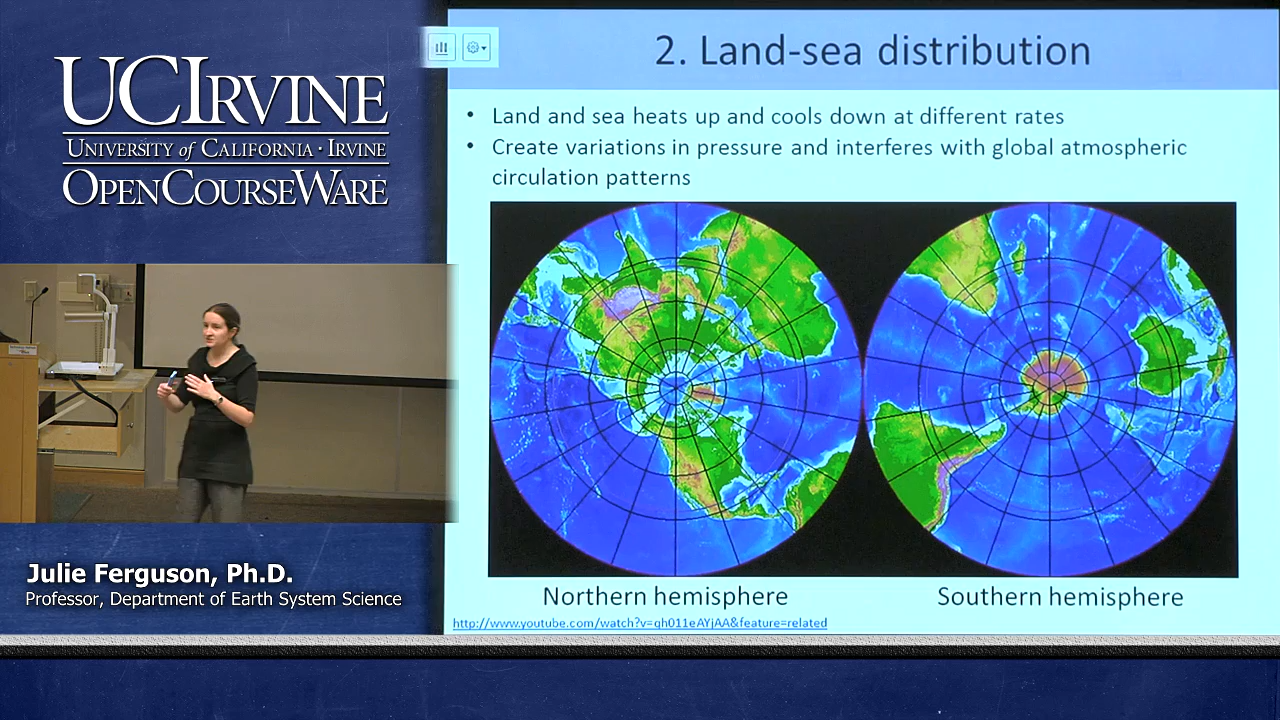 UCIRVINE
UNIVERSITY of CALIFORNIA · IRVINE
OPENCOURSEWARE
Julie Ferguson, Ph.D.
Professor, Department of Earth System Science
2. Land-sea distribution
• Land and sea heats up and cools down at different rates
• Create variations in pressure and interferes with global atmospheric
circulation patterns
Northern hemisphere
Southern hemisphere
http://www.youtube.com/watch?v=qh011eAYjAA&feature=related